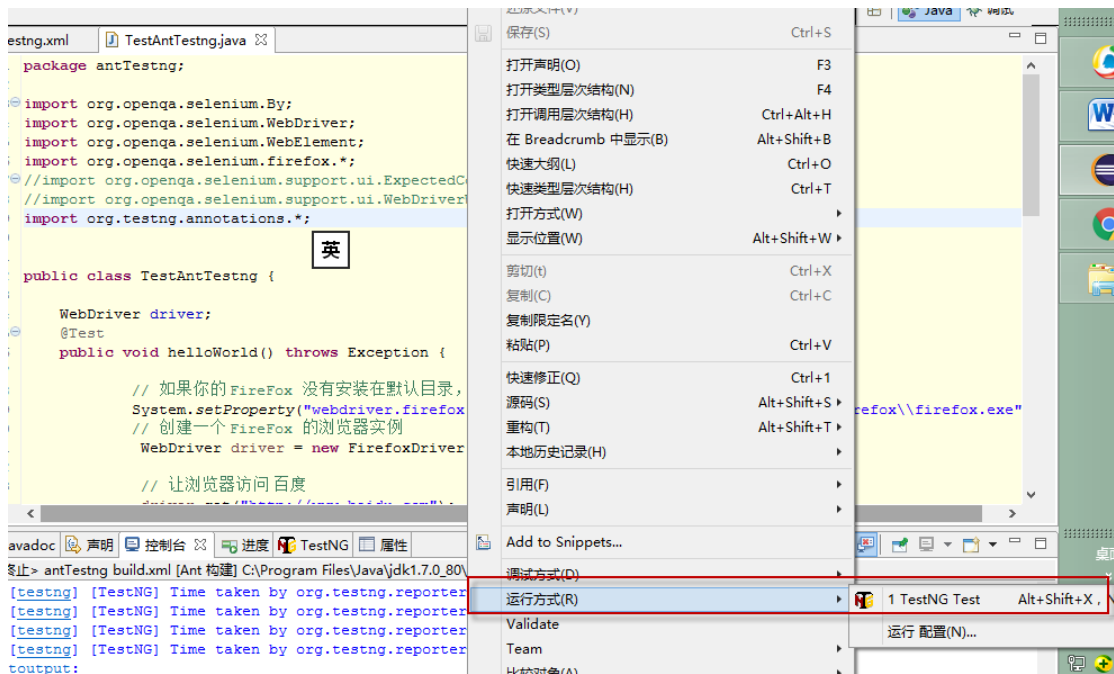 保存(S) Ctrl+S
Java 调试
estng.xml TestAntTestng.java
package antTestng;
import org.openqa.selenium.By;
import org.openqa.selenium.WebDriver;
import org.openqa.selenium.WebElement;
import org.openqa.selenium.firefox.*;
//import org.openqa.selenium.support.ui.ExpectedC
//import org.openqa.selenium.support.ui.WebDriver
import org.testng.annotations.*;
英
public class TestAntTestng {
WebDriver driver;
@Test
public void helloWorld() throws Exception {
// 如果你的 FireFox 没有安装在默认目录，
System.setProperty("webdriver.firefox
refox\\firefox.exe"
// 创建一个 FireFox 的浏览器实例
WebDriver driver = new FirefoxDriver
// 让浏览器访问 百度
打开声明(O) F3
打开类型层次结构(N) F4
打开调用层次结构(H) Ctrl+Alt+H
在 Breadcrumb 中显示(B) Alt+Shift+B
快速大纲(L) Ctrl+O
快速类型层次结构(H) Ctrl+T
打开方式(W)
显示位置(W) Alt+Shift+W
剪切(t) Ctrl+X
复制(C) Ctrl+C
复制限定名(Y)
粘贴(P) Ctrl+V
快速修正(Q) Ctrl+1
源码(S) Alt+Shift+S
重构(T) Alt+Shift+T
本地历史记录(H)
引用(F)
声明(L)
Add to Snippets...
调试方式(D)
运行方式(R)
Validate
Team
比较对象(A)
1 TestNG Test Alt+Shift+X , N
运行 配置(N)...
avadoc 声明 控制台 进度 TestNG 属性
终止> antTestng build.xml [Ant 构建] C:\Program Files\Java\jdk1.7.0_80\
[testng] [TestNG] Time taken by org.testng.reporter
[testng] [TestNG] Time taken by org.testng.reporter
[testng] [TestNG] Time taken by org.testng.reporter
[testng] [TestNG] Time taken by org.testng.reporter
toutput: